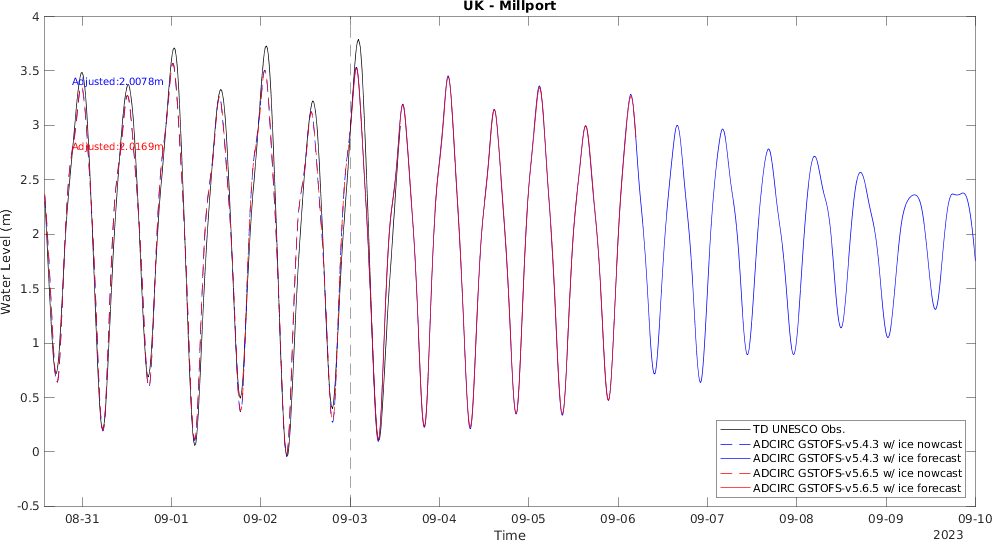 UK - Millport
Water Level (m)
4
3.5
3
2.5
2
1.5
1
0.5
0
-0.5
Adjusted:2.0078m
Adjusted:2.0169m
TD UNESCO Obs.
ADCIRC GSTOFS-v5.4.3 w/ ice nowcast
ADCIRC GSTOFS-v5.4.3 w/ ice forecast
ADCIRC GSTOFS-v5.6.5 w/ ice nowcast
ADCIRC GSTOFS-v5.6.5 w/ ice forecast
08-31 09-01 09-02 09-03 09-04 09-05 09-06 09-07 09-08 09-09 09-10
Time
2023